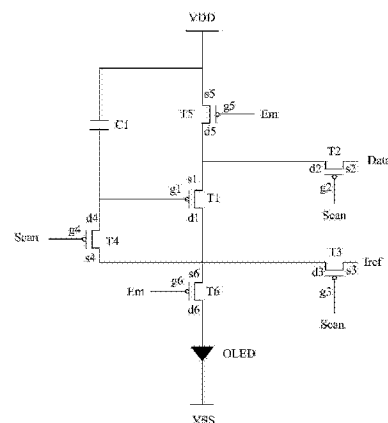 VDD
s5
g5
T5
Em
d5
C1
T2
s1
d2
s2
Data
g1
T1
g2
d4
d1
Scan
g4
Scan
T4
T3
Iref
s4
s6
d3
s3
g6
g3
Em
T6
d6
Scan
OLED
VSS